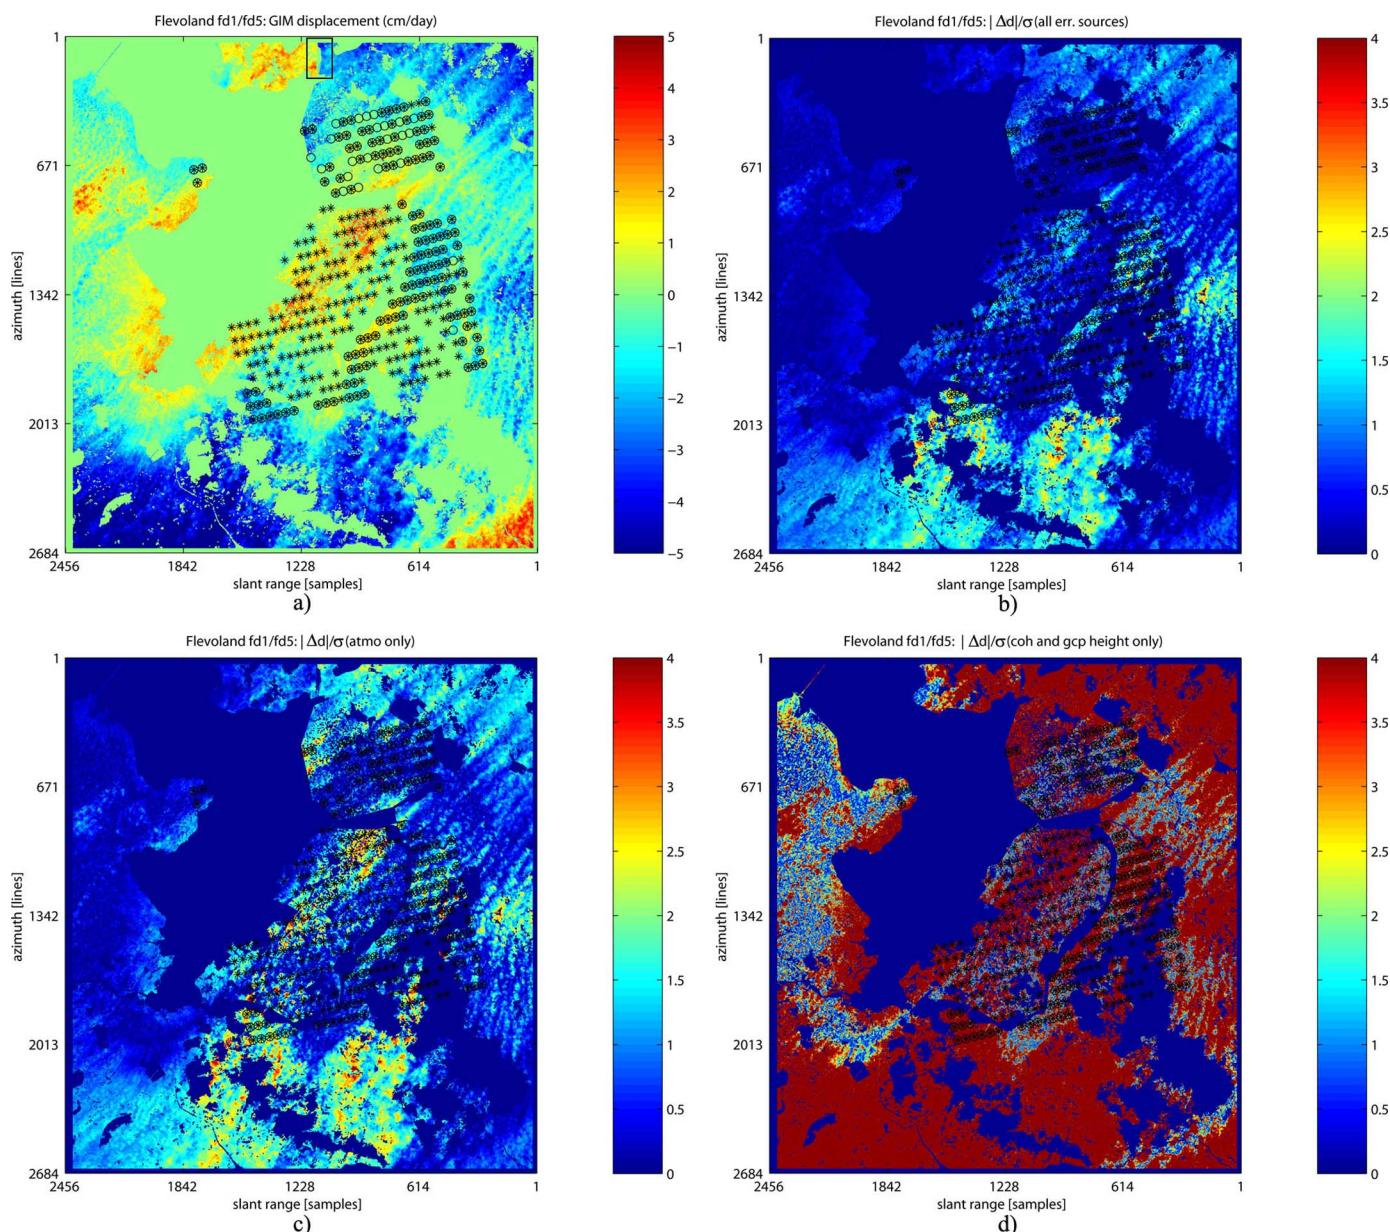 Flevoland fd1/fd5: GIM displacement (cm/day)
1
671
1342
2013
2684
azimuth [lines]
2456 1842 1228 614 1
slant range [samples]
5
4
3
2
1
0
−1
−2
−3
−4
−5
a)
Flevoland fd1/fd5: | Δd|/σ(all err. sources)
1
671
1342
2013
2684
azimuth [lines]
2456 1842 1228 614 1
slant range [samples]
4
3.5
3
2.5
2
1.5
1
0.5
0
b)
Flevoland fd1/fd5: | Δd|/σ(atmo only)
1
671
1342
2013
2684
azimuth [lines]
2456 1842 1228 614 1
slant range [samples]
4
3.5
3
2.5
2
1.5
1
0.5
0
c)
Flevoland fd1/fd5: | Δd|/σ(coh and gcp height only)
1
671
1342
2013
2684
azimuth [lines]
2456 1842 1228 614 1
slant range [samples]
4
3.5
3
2.5
2
1.5
1
0.5
0
d)